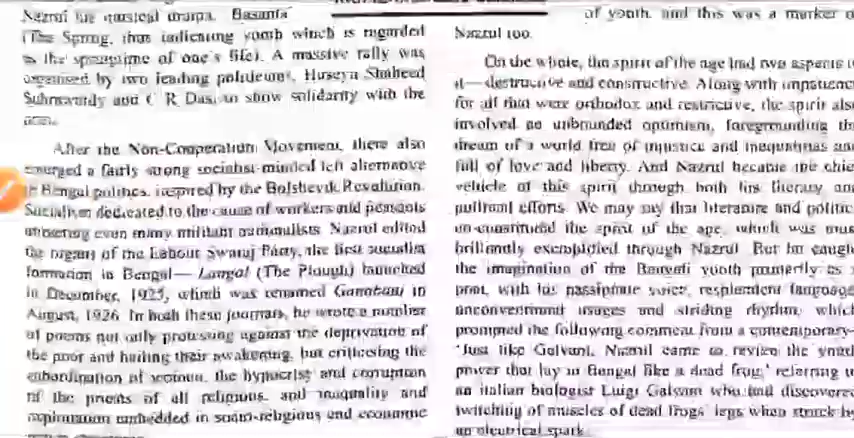 Nazrul his musical drama, Basanta
(The Spring, thus indicating youth which is regarded
as the springtime of one's life). A massive rally was
organised by two leading politicians, Huseyn Shaheed
Suhrawardy and C R Das, to show solidarity with the
After the Non-Cooperation Movement, there also
emerged a fairly strong socialist-minded left alternative
in Bengal politics, inspired by the Bolshevik Revolution.
Socialism dedicated to the cause of workers and peasants
attracting even many militant nationalists. Nazrul edited
the organs of the Labour Swaraj Party, the first socialist
formation in Bengal— Langal (The Plough) launched
in December, 1925, which was renamed Ganabani in
August, 1926. In both these journals, he wrote a number
of poems not only protesting against the deprivation of
the poor and hailing their awakening, but criticising the
subordination of women, the hypocrisy and corruption
of the priests of all religions, and inequality and
exploitation embedded in socio-religious and economic
of youth, and this was a marker o
Nazrul too.
On the whole, the spirit of the age had two aspects
it—destructive and constructive. Along with impatience
for all that were orthodox and restrictive, the spirit als
involved an unbounded optimism, foregrounding th
dream of a world free of injustice and inequalities an
full of love and liberty. And Nazrul became the chie
vehicle of this spirit through both his literary an
political efforts. We may say that literature and politic
co-constituted the spirit of the age, which was mos
brilliantly exemplified through Nazrul. But he caugh
the imagination of the Bengali youth primarily as
poet, with his passionate voice, resplendent language
unconventional images and striding rhythm, which
prompted the following comment from a contemporary-
'Just like Galvani, Nazrul came to revive the youth
power that lay in Bengal like a dead frog,' referring
an italian biologist Luigi Galvani who had discovered
twitching of muscles of dead frogs' legs when struck by
an electrical spark